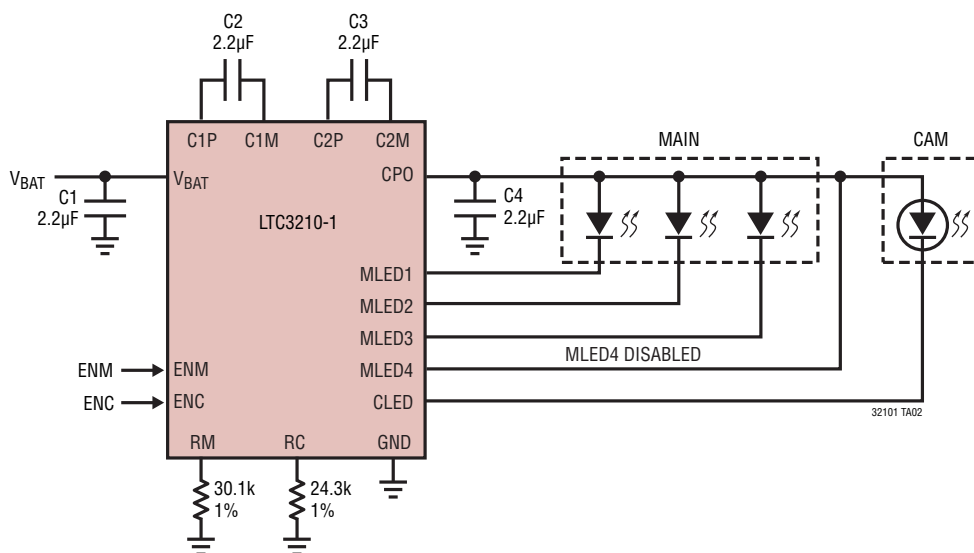 C2
2.2µF
C3
2.2µF
C1P
C1M
C2P
C2M
MAIN
CAM
VBAT
VBAT
CPO
C1
2.2µF
C4
2.2µF
LTC3210-1
MLED1
MLED2
MLED3
MLED4 DISABLED
ENM
ENM
MLED4
ENC
ENC
CLED
32101 TA02
RM
RC
GND
30.1k
1%
24.3k
1%